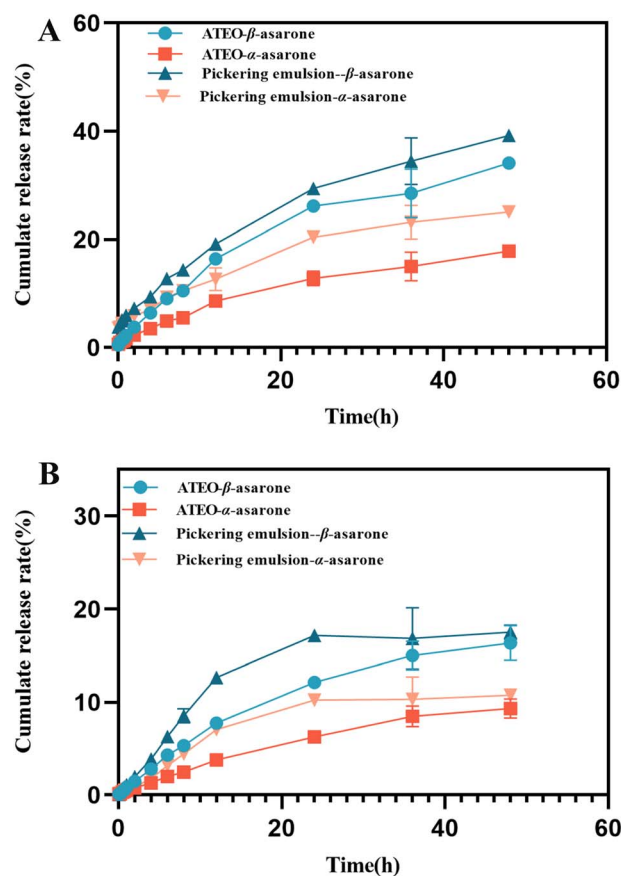 A
ATEO-β-asarone
ATEO-α-asarone
Pickering emulsion--β-asarone
Pickering emulsion-α-asarone
Cumulate release rate(%)
60
40
20
0
0 20 40 60
Time(h)
B
ATEO-β-asarone
ATEO-α-asarone
Pickering emulsion--β-asarone
Pickering emulsion-α-asarone
Cumulate release rate(%)
30
20
10
0
0 20 40 60
Time(h)